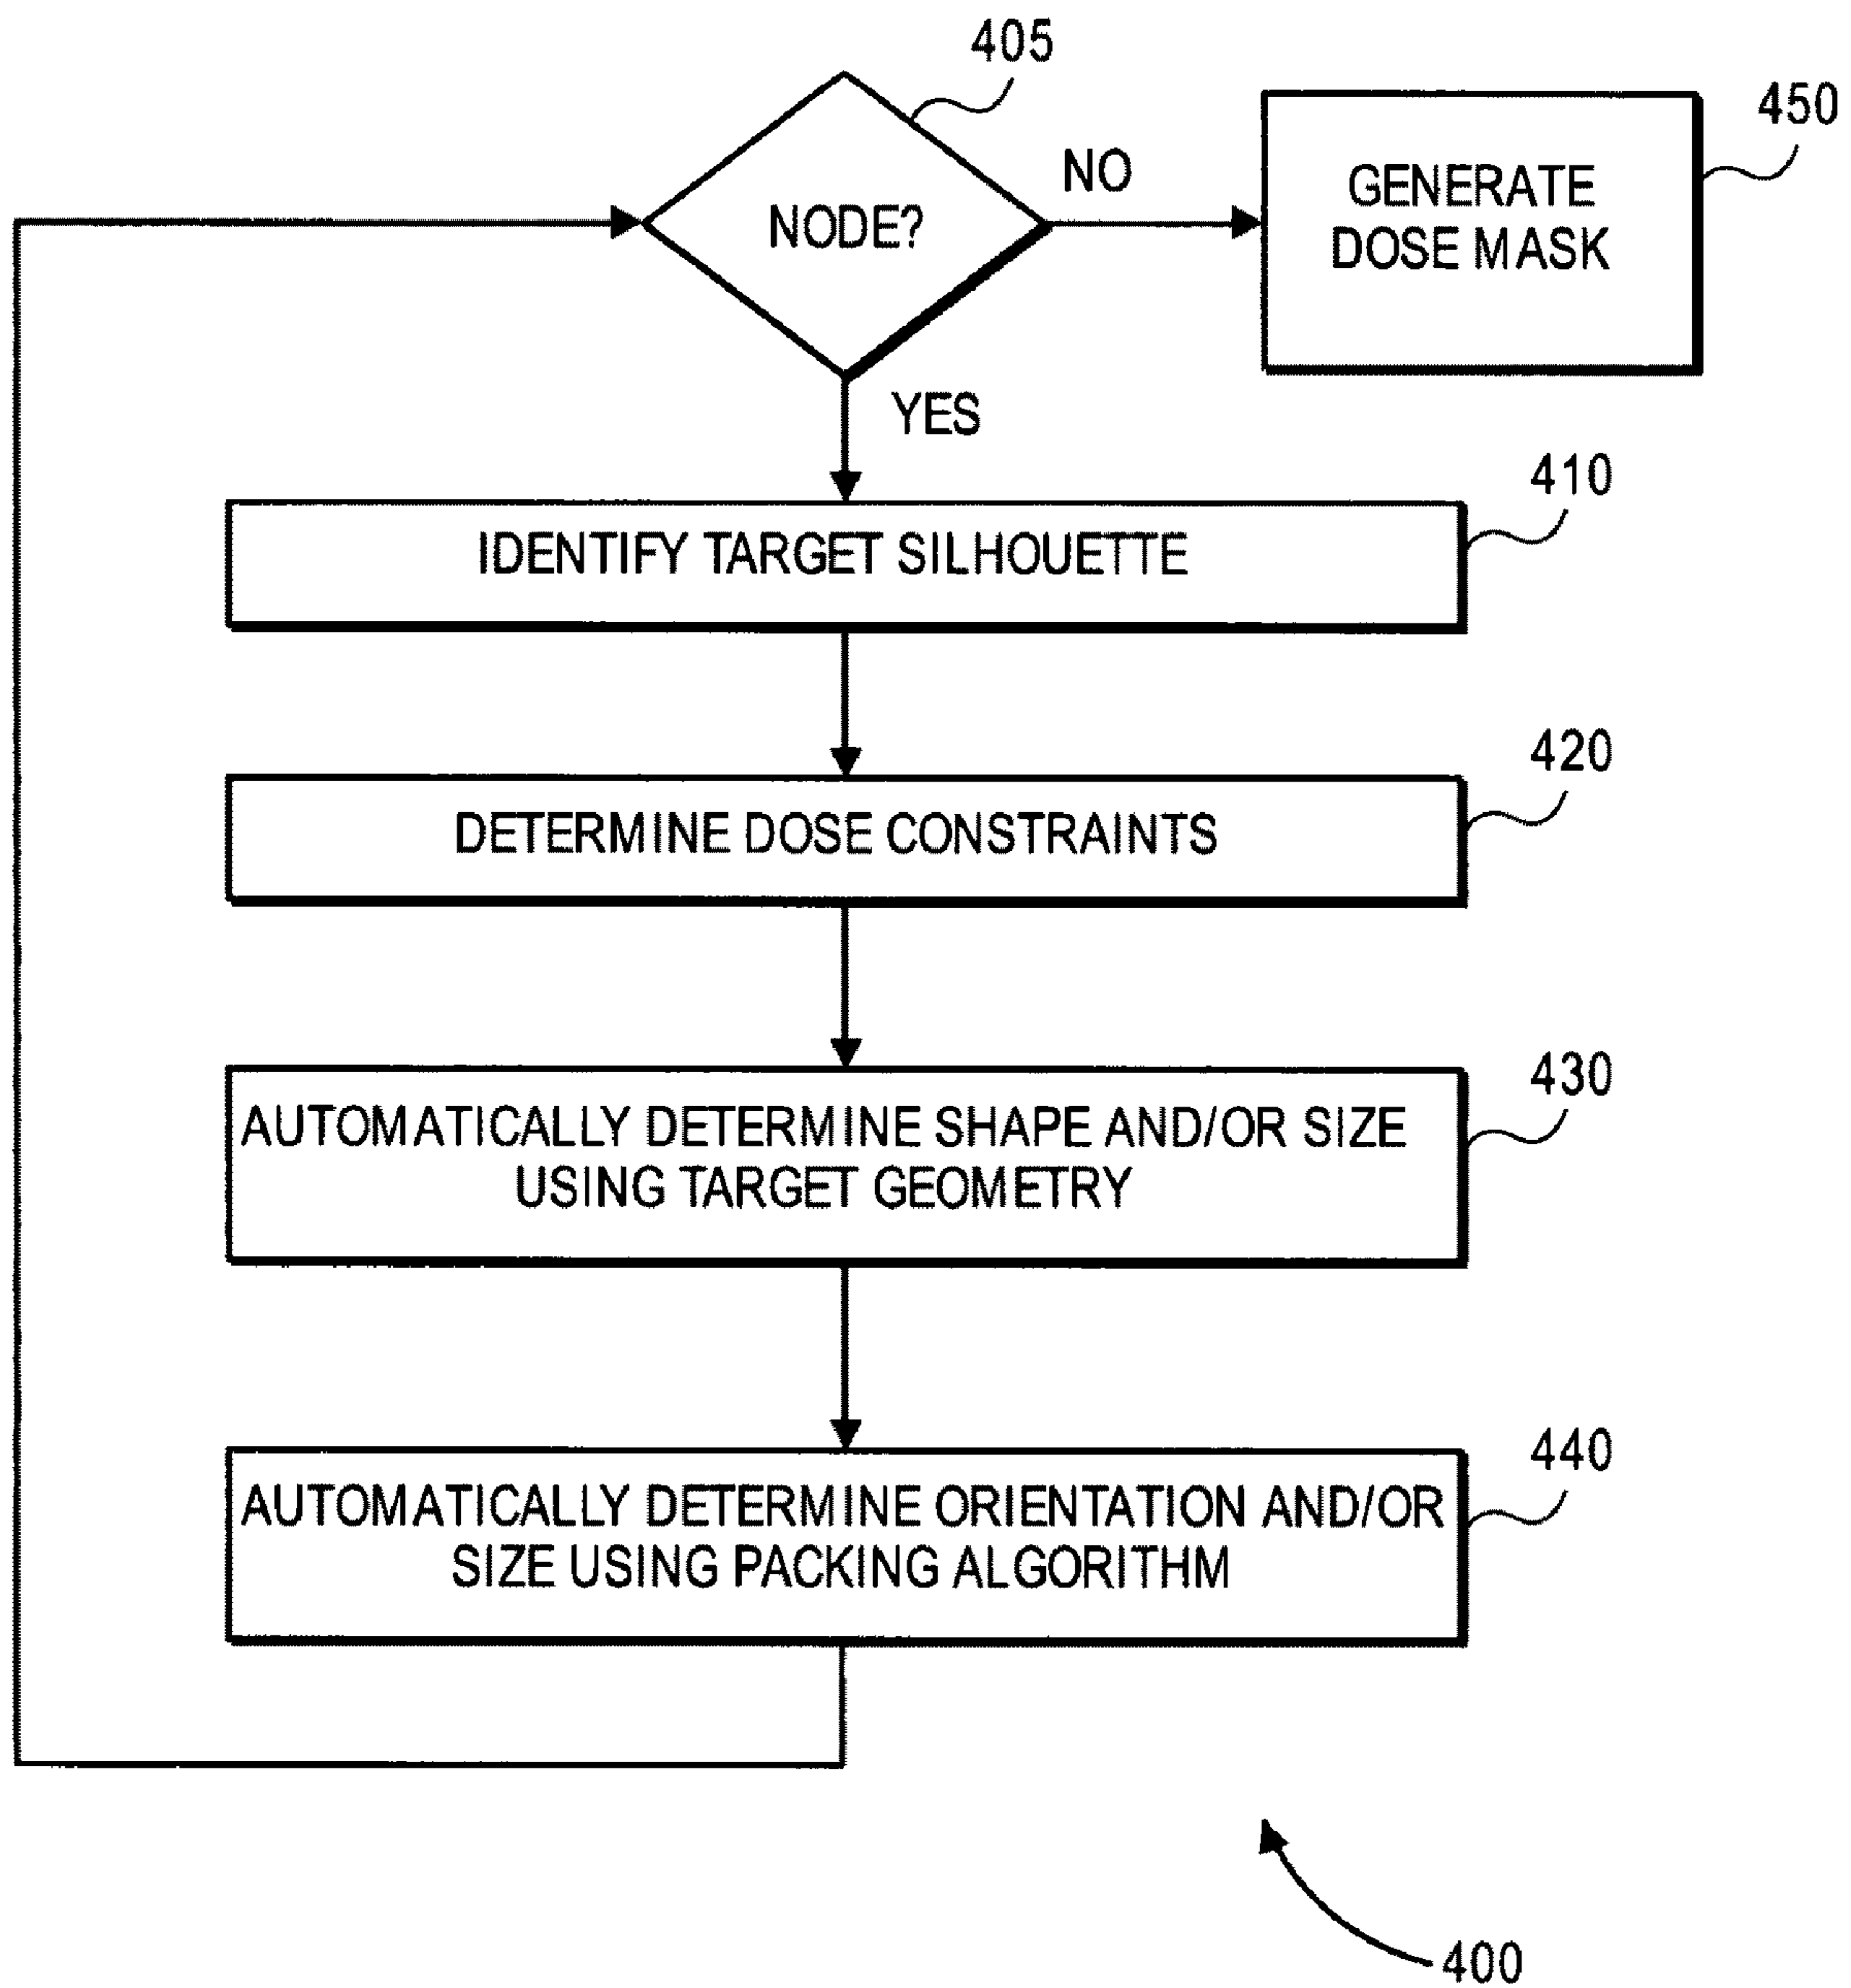 405
450
NO
GENERATE
DOSE MASK
NODE?
YES
410
IDENTIFY TARGET SILHOUETTE
420
DETERMINE DOSE CONSTRAINTS
430
AUTOMATICALLY DETERMINE SHAPE AND/OR SIZE
USING TARGET GEOMETRY
440
AUTOMATICALLY DETERMINE ORIENTATION AND/OR
SIZE USING PACKING ALGORITHM
400